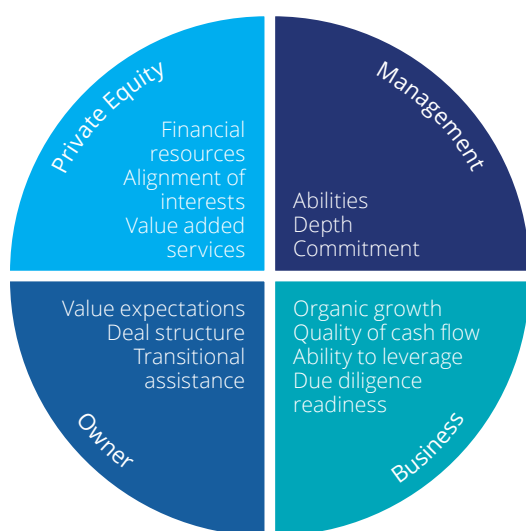 Private Equity
Financial
resources
Alignment of
interests
Value added
services
Management
Abilities
Depth
Commitment
Value expectations
Deal structure
Transitional
assistance
Owner
Organic growth
Quality of cash flow
Ability to leverage
Due diligence
readiness
Business